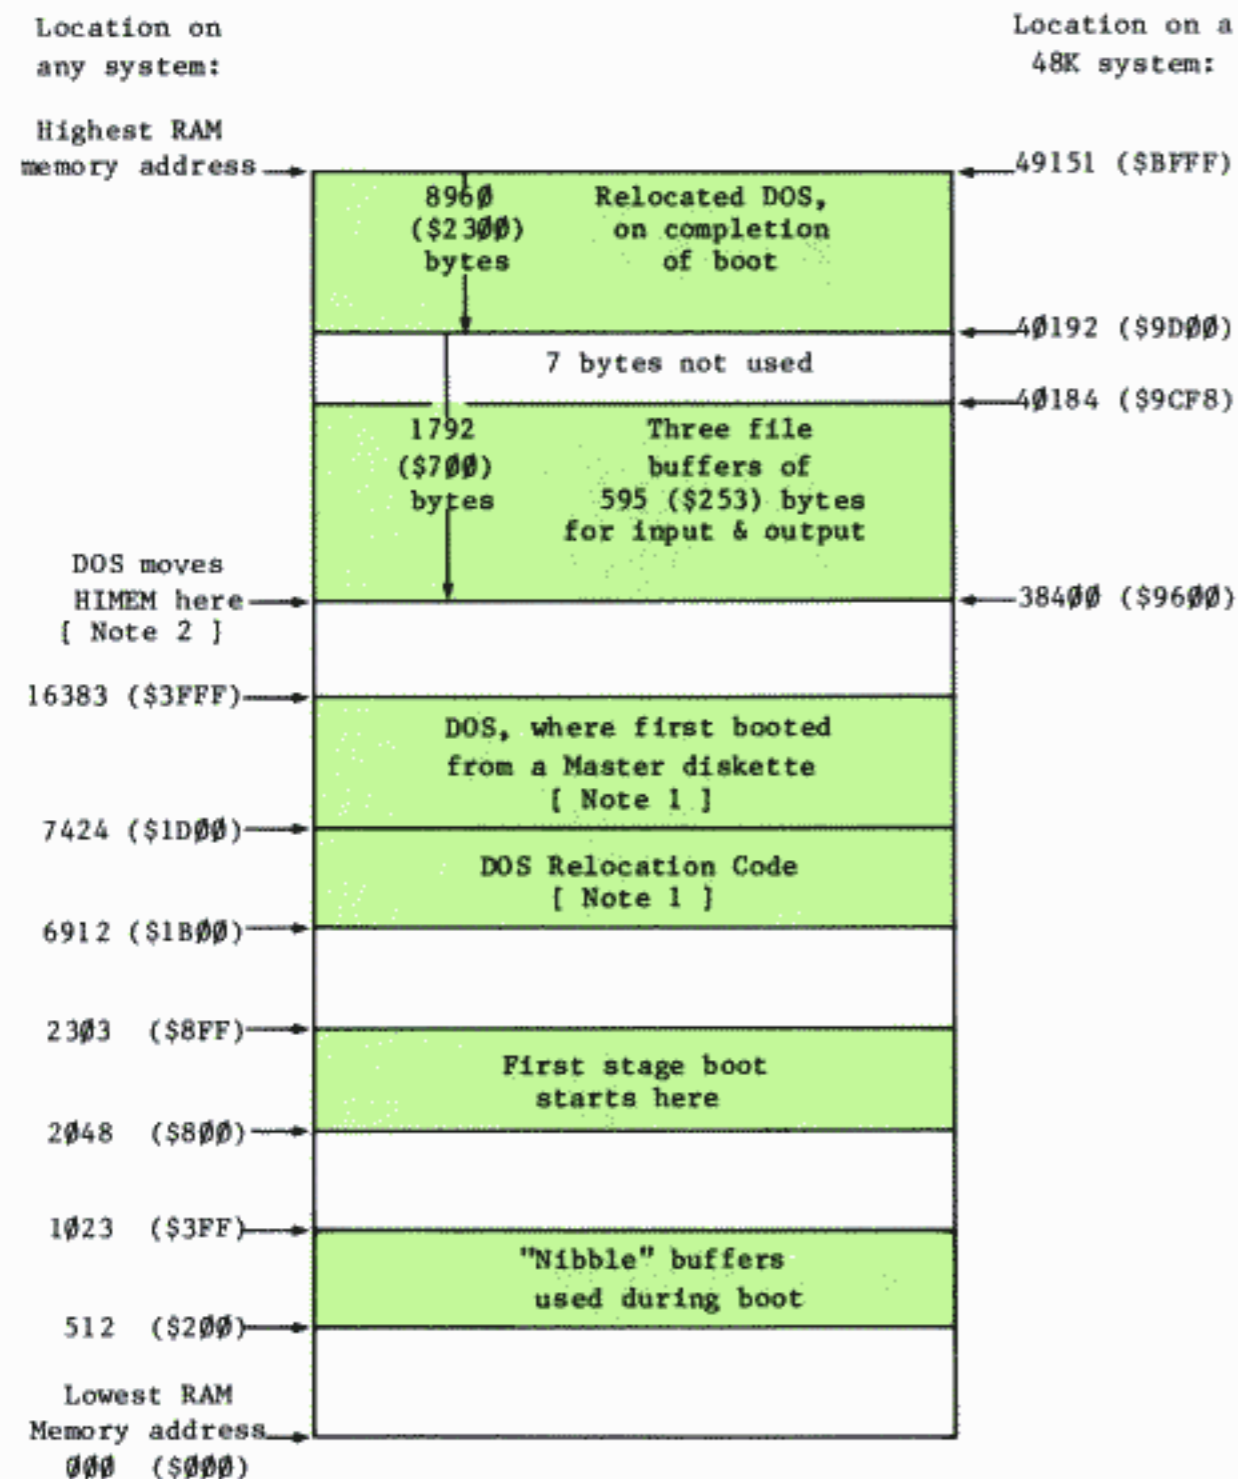 Location on
any system:
Location on a
48K system:
Highest RAM
memory address
49151 ($BFFF)
896Ø
($23ØØ)
bytes
Relocated DOS,
on completion
of boot
4Ø192 ($9DØØ)
7 bytes not used
4Ø184 ($9CF8)
1792
($7ØØ)
bytes
Three file
buffers of
595 ($253) bytes
for input & output
DOS moves
HIMEM here
[ Note 2 ]
384ØØ ($96ØØ)
16383 ($3FFF)
DOS, where first booted
from a Master diskette
[ Note 1 ]
7424 ($1DØØ)
DOS Relocation Code
[ Note 1 ]
6912 ($1BØØ)
23Ø3 ($8FF)
First stage boot
starts here
2Ø48 ($8ØØ)
1Ø23 ($3FF)
"Nibble" buffers
used during boot
512 ($2ØØ)
Lowest RAM
Memory address
ØØØ ($ØØØ)